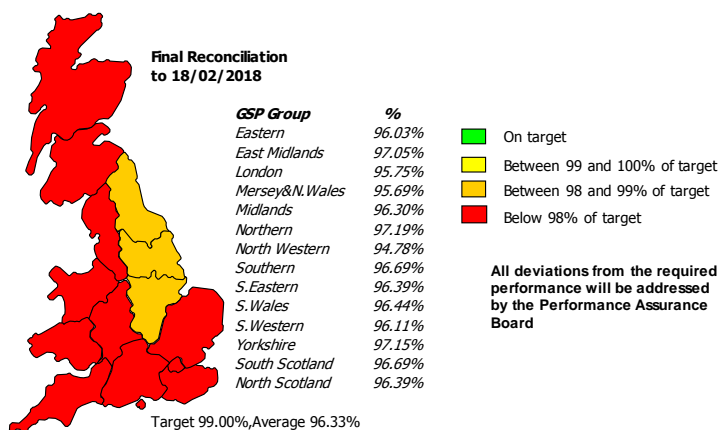 Final Reconciliation
to 18/02/2018
GSP Group %
Eastern 96.03%
East Midlands 97.05%
London 95.75%
Mersey&N.Wales 95.69%
Midlands 96.30%
Northern 97.19%
North Western 94.78%
Southern 96.69%
S.Eastern 96.39%
S.Wales 96.44%
S.Western 96.11%
Yorkshire 97.15%
South Scotland 96.69%
North Scotland 96.39%
Target 99.00%,Average 96.33%
On target
Between 99 and 100% of target
Between 98 and 99% of target
Below 98% of target
All deviations from the required
performance will be addressed
by the Performance Assurance
Board